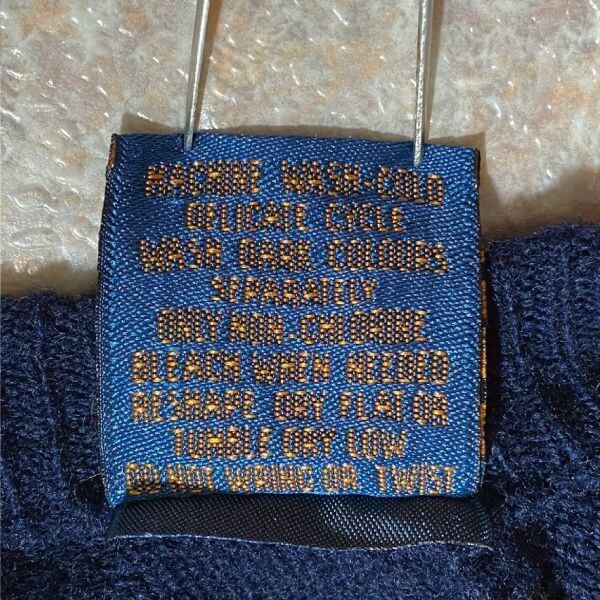 MACHINE WASH-COLD
DELICATE CYCLE
WASH DARK COLOURS
SEPARATELY
ONLY NON-CHLORINE
BLEACH WHEN NEEDED
RESHAPE DRY FLAT OR
TUMBLE DRY LOW
DO NOT WRING OR TWIST